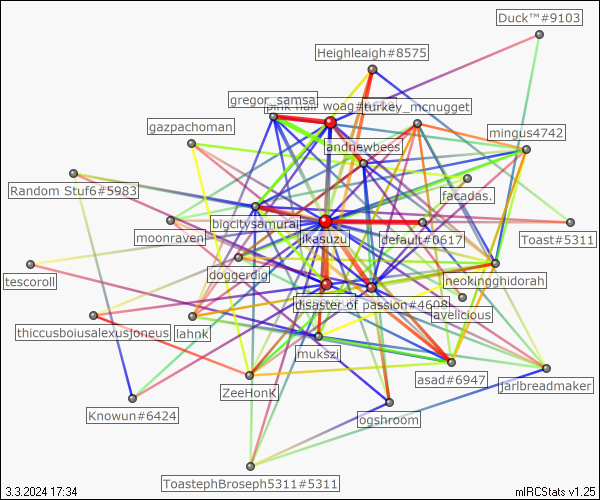 Duck™#9103
Heighleaigh#8575
gregor_samsa
pink hair woag#
turkey_mcnugget
gazpachoman
mingus4742
andnewbees
Random Stuf6#5983
facadas.
bigcitysamurai
ikasuzu
default#0617
Toast#5311
moonraven
doggerdig
tescoroll
neokingghidorah
disaster of passion#4608
avelicious
thiccusboiusalexusjoneus
lahnk
mukszi
asad#6947
jarlbreadmaker
ZeeHonK
Knowun#6424
ogshroom
ToastephBroseph5311#5311
3.3.2024 17:34
mIRCStats v1.25